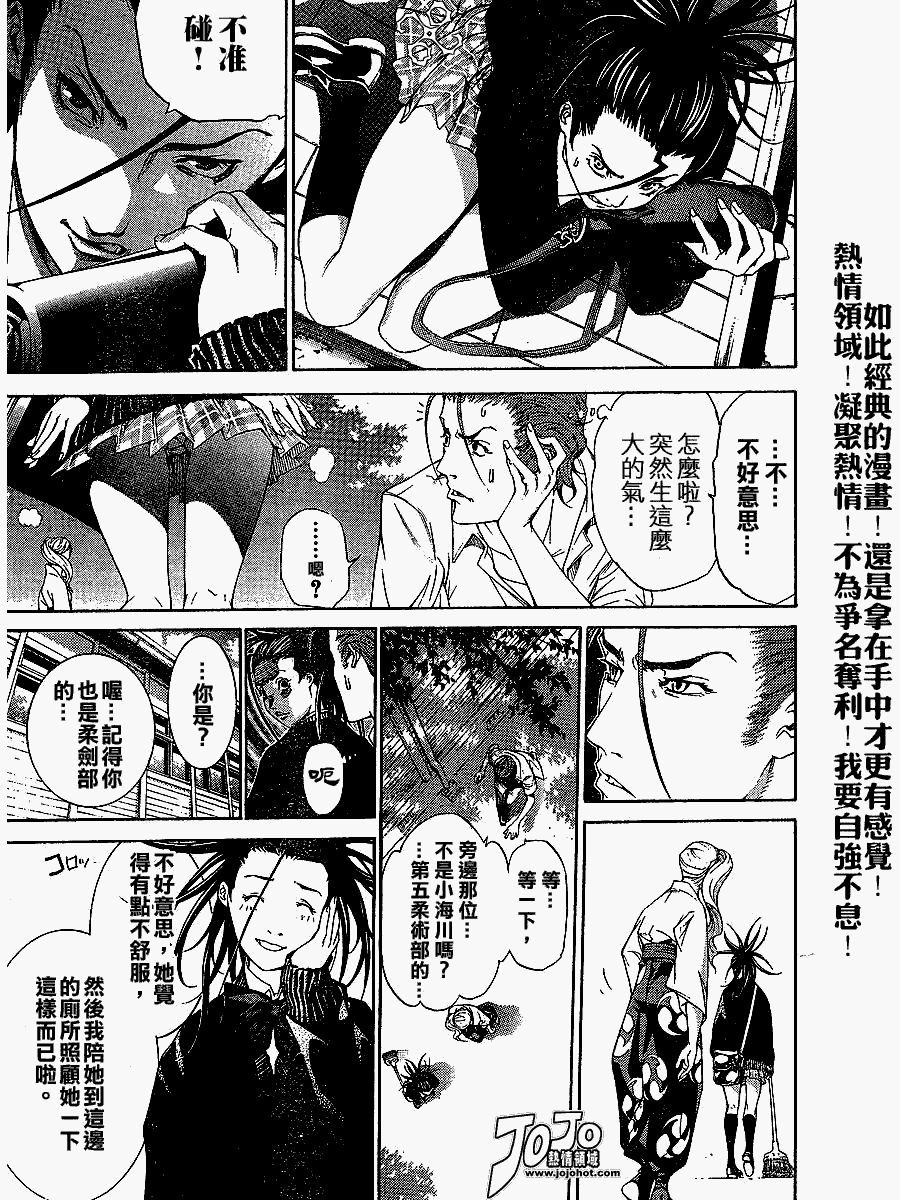 不准
碰！
…不…
不好意思…
怎麼啦？
突然生這麼
大的氣…
……嗯？
等…
等一下，
旁邊那位…
不是小海川嗎？
…第五柔術部的…
呃
…你是？
喔…記得你
也是柔劍部
的…
不好意思，她覺
得有點不舒服，
然後我陪她到這邊
的廁所照顧她一下
這樣而已啦。
コロッ
如此經典的漫畫！還是拿在手中才更有感覺！
熱情領域！凝聚熱情！不為爭名奪利！我要自強不息！
JOJO
熱情領域
www.jojohot.com